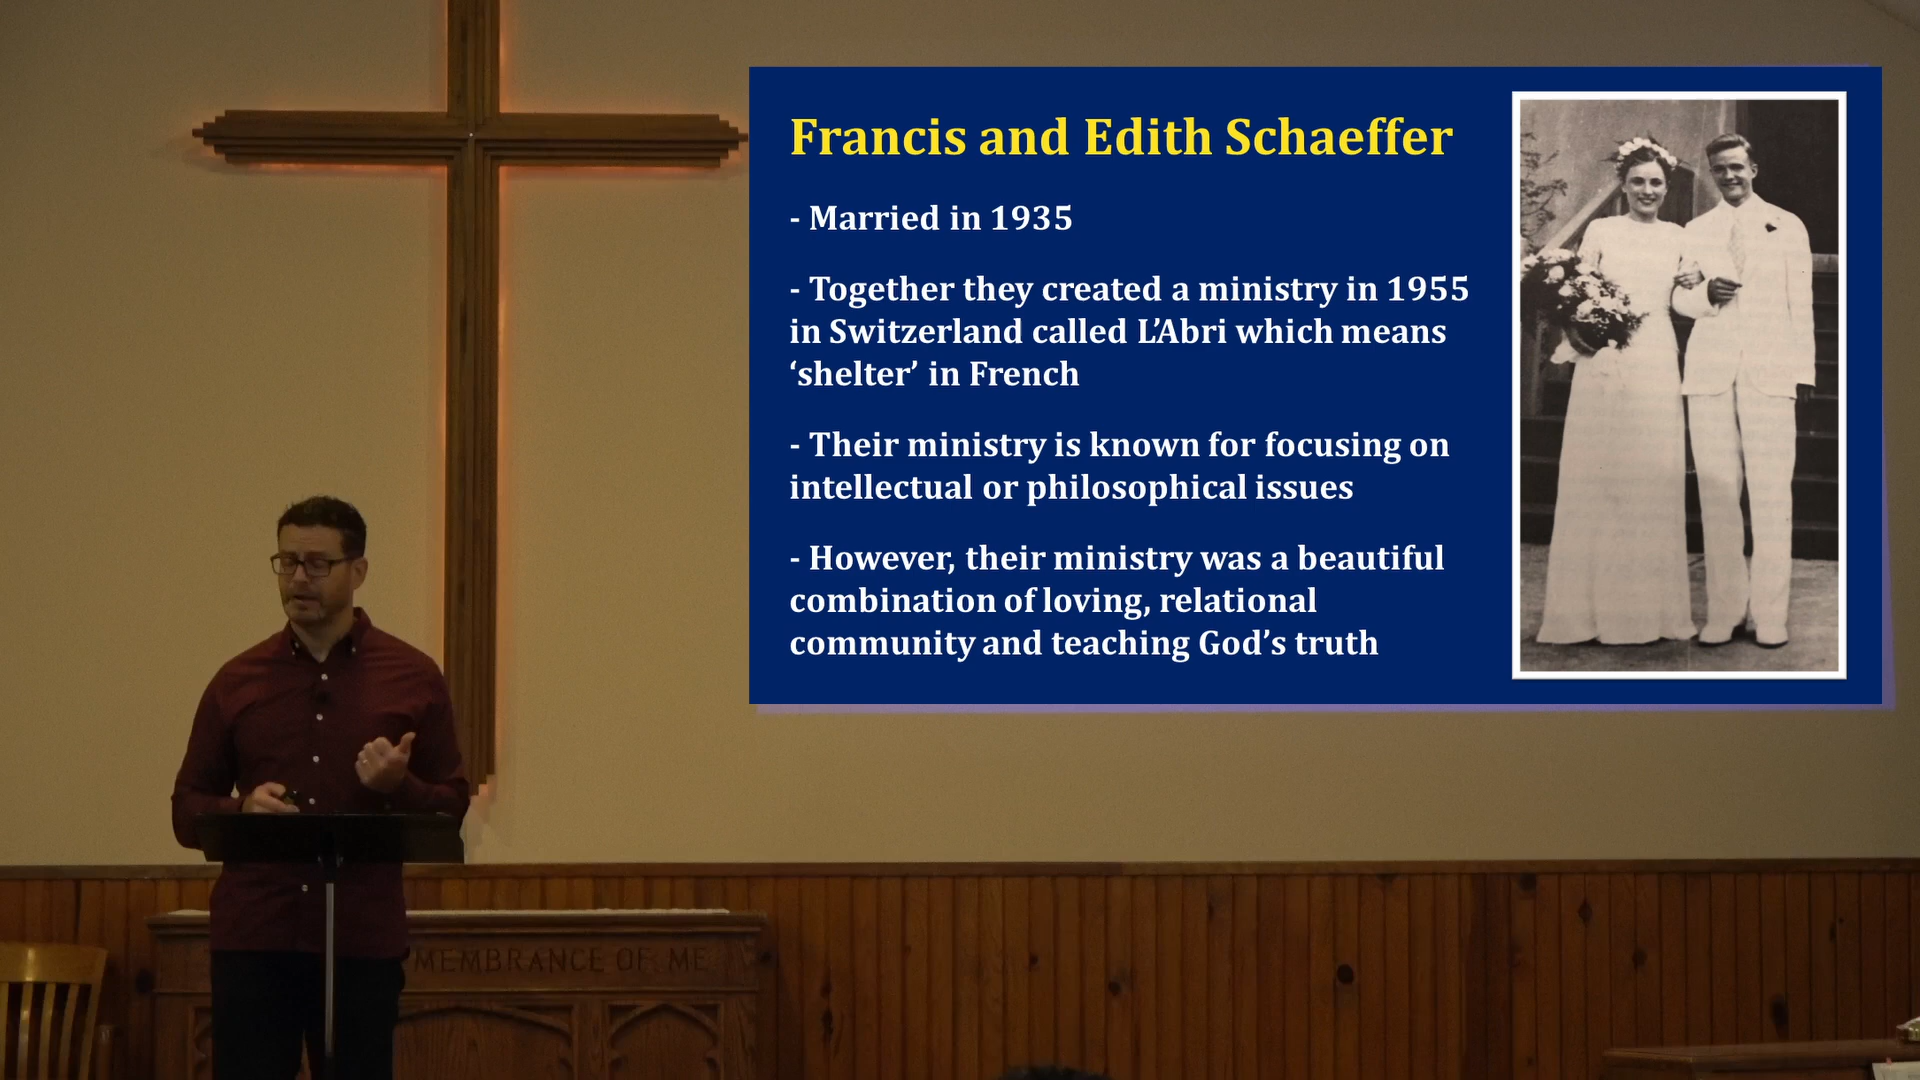 Francis and Edith Schaeffer
- Married in 1935
- Together they created a ministry in 1955
in Switzerland called L’Abri which means
‘shelter’ in French
- Their ministry is known for focusing on
intellectual or philosophical issues
- However, their ministry was a beautiful
combination of loving, relational
community and teaching God’s truth
MEMBRANCE OF ME